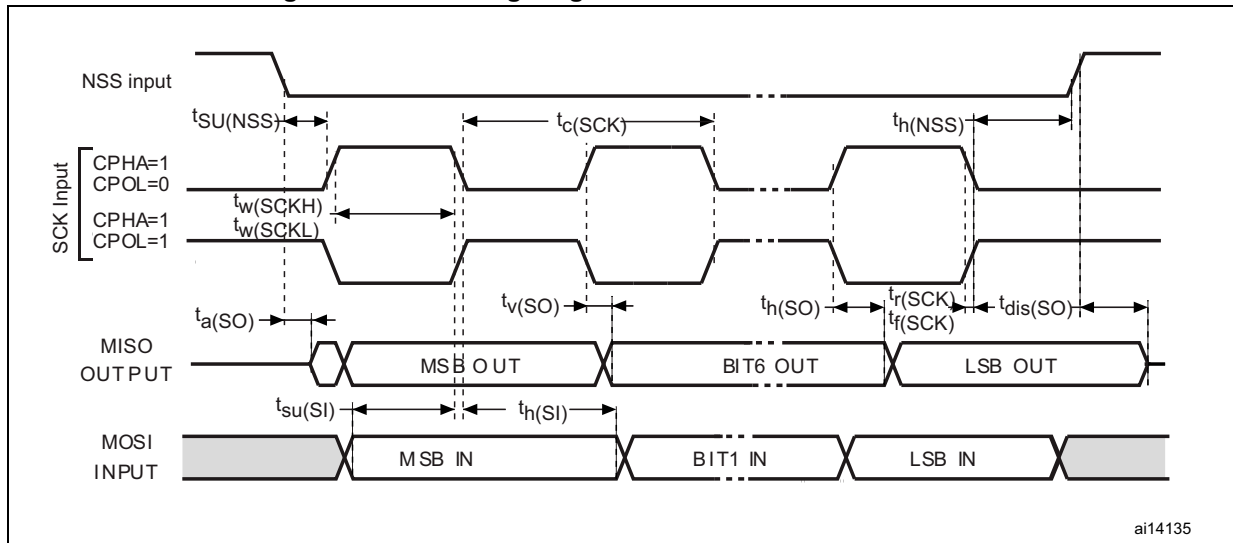 NSS input
tSU(NSS)
tc(SCK)
th(NSS)
SCK Input
CPHA=1
CPOL=0
tw(SCKH)
tw(SCKL)
CPHA=1
CPOL=1
ta(SO)
tv(SO)
th(SO)
tr(SCK)
tf(SCK)
tdis(SO)
MISO
OUTPUT
MSB OUT
BIT6 OUT
LSB OUT
tsu(SI)
th(SI)
MOSI
INPUT
MSB IN
BIT1 IN
LSB IN
ai14135